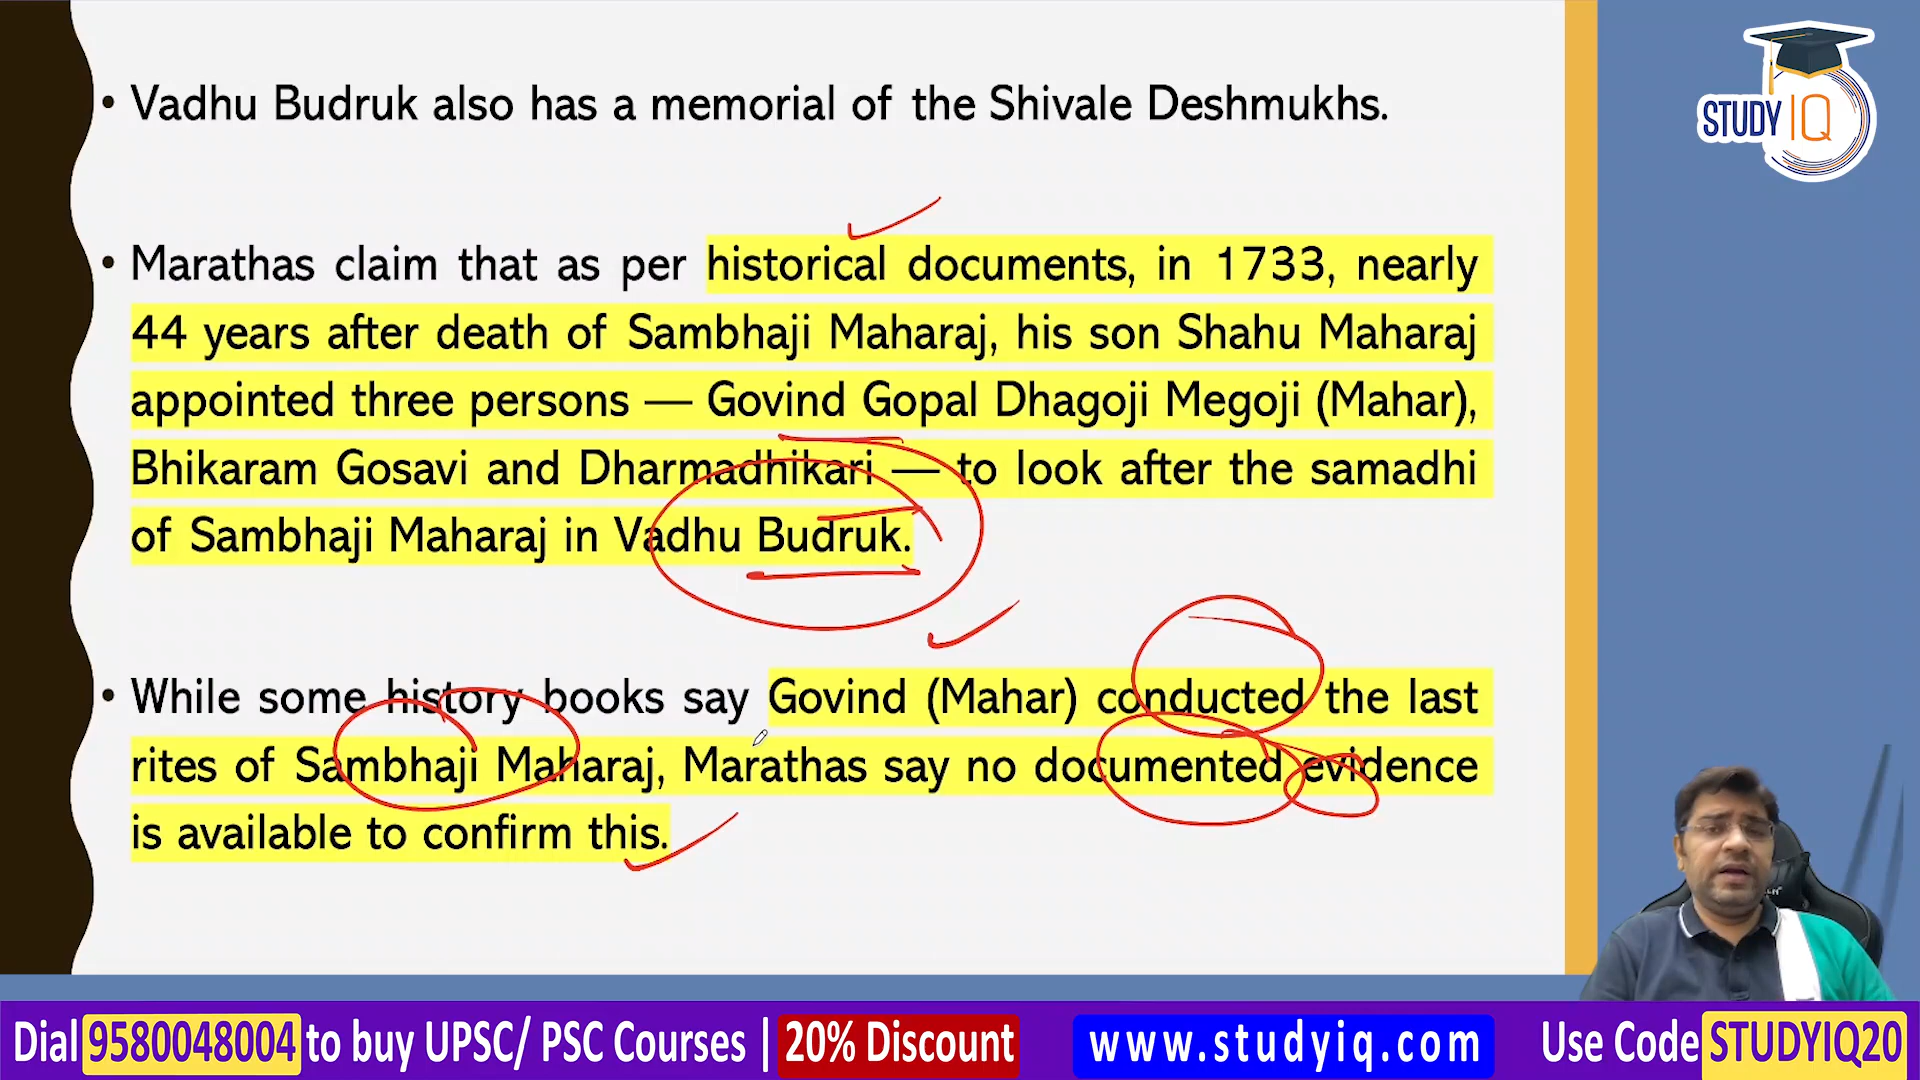 • Vadhu Budruk also has a memorial of the Shivale Deshmukhs.
• Marathas claim that as per historical documents, in 1733, nearly
44 years after death of Sambhaji Maharaj, his son Shahu Maharaj
appointed three persons — Govind Gopal Dhagoji Megoji (Mahar),
Bhikaram Gosavi and Dharmadhikari — to look after the samadhi
of Sambhaji Maharaj in Vadhu Budruk.
• While some history books say Govind (Mahar) conducted the last
rites of Sambhaji Maharaj, Marathas say no documented evidence
is available to confirm this.
STUDY IQ
Dial 9580048004 to buy UPSC/ PSC Courses | 20% Discount www.studyiq.com Use Code STUDYIQ20